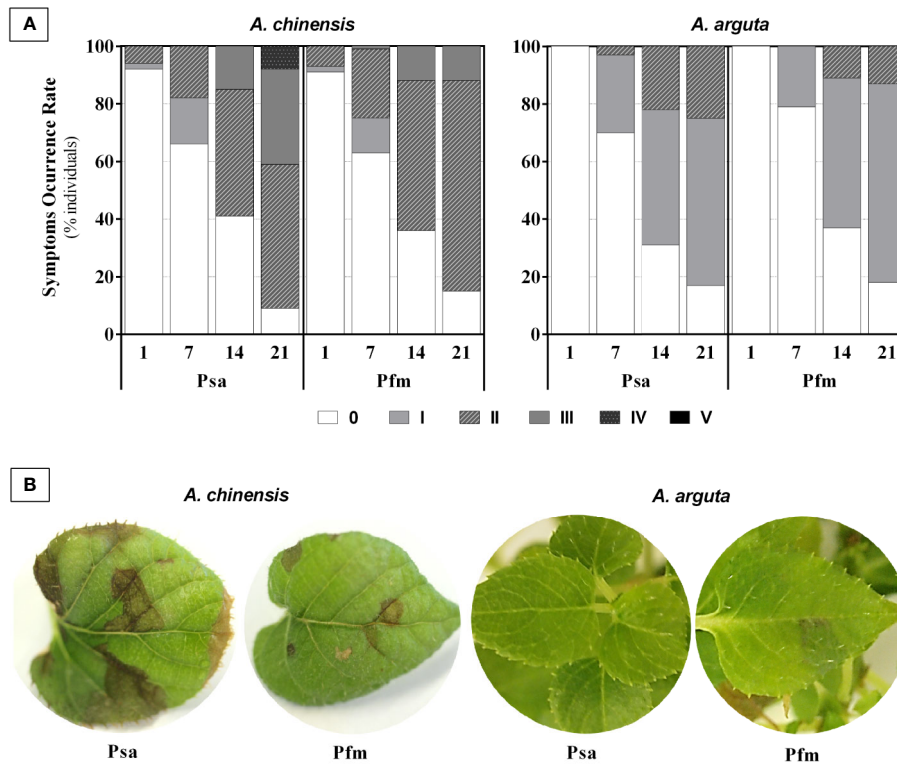 A
A. chinensis
A. arguta
Symptoms Ocurrence Rate
(% individuals)
100
80
60
40
20
0
100
80
60
40
20
0
1 7 14 21 1 7 14 21
Psa Pfm
1 7 14 21 1 7 14 21
Psa Pfm
0 I II III IV V
B
A. chinensis
A. arguta
Psa
Pfm
Psa
Pfm